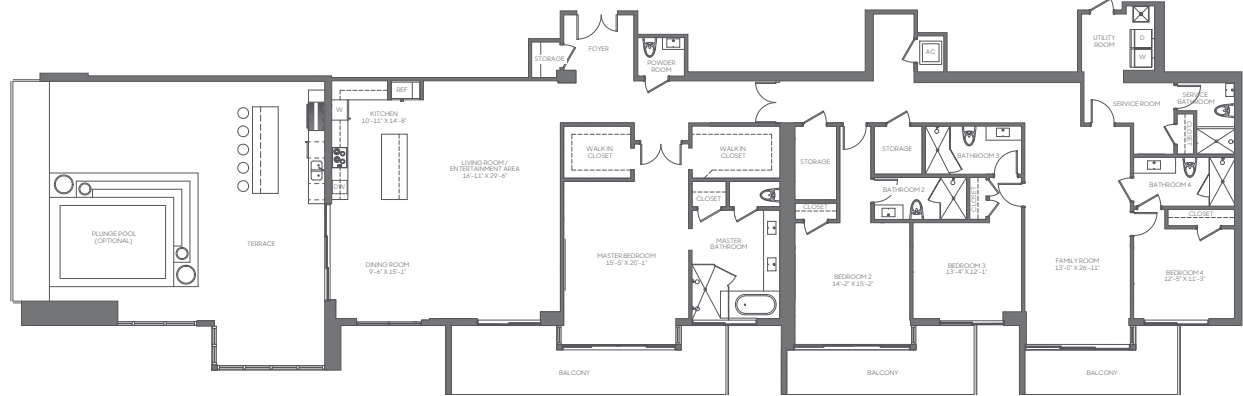 PLUNGE POOL
(OPTIONAL)
TERRACE
W
REF
KITCHEN
10'-11" X 14'-8"
DW
LIVING ROOM /
ENTERTAINMENT AREA
16'-11" X 29'-6"
DINING ROOM
9'-6" X 15'-1"
STORAGE
FOYER
POWDER
ROOM
WALK IN
CLOSET
WALK IN
CLOSET
CLOSET
MASTER
BATHROOM
MASTER BEDROOM
15'-5" X 20'-1"
BALCONY
STORAGE
CLOSET
STORAGE
AC
BATHROOM 3
BATHROOM 2
CLOSET
BEDROOM 2
14'-2" X 15'-2"
BEDROOM 3
13'-4" X 12'-1"
BALCONY
UTILITY
ROOM
D
W
SERVICE ROOM
SERVICE
BATHROOM
CLOSET
BATHROOM 4
CLOSET
FAMILY ROOM
13'-0" X 26'-11"
BEDROOM 4
12'-5" X 11'-3"
BALCONY